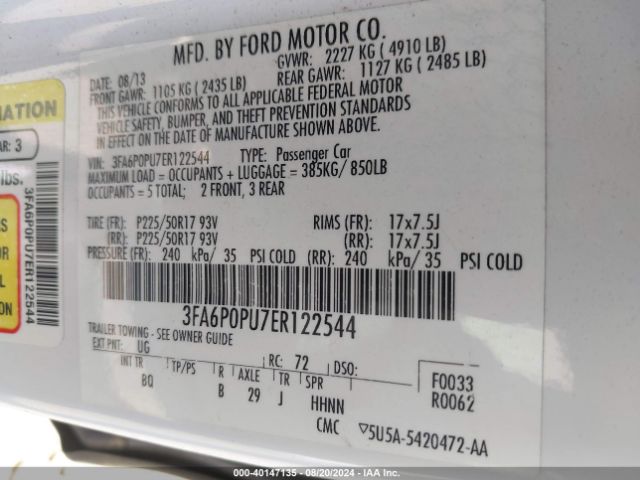 MFD. BY FORD MOTOR CO.
DATE: 08/13
GVWR: 2227 KG (4910 LB)
FRONT GAWR: 1105 KG (2435 LB)
REAR GAWR: 1127 KG (2485 LB)
THIS VEHICLE CONFORMS TO ALL APPLICABLE FEDERAL MOTOR
VEHICLE SAFETY, BUMPER, AND THEFT PREVENTION STANDARDS
IN EFFECT ON THE DATE OF MANUFACTURE SHOWN ABOVE.
VIN: 3FA6P0PU7ER122544 TYPE: Passenger Car
MAXIMUM LOAD = OCCUPANTS + LUGGAGE = 385KG/ 850LB
OCCUPANTS = 5 TOTAL; 2 FRONT, 3 REAR
TIRE (FR): P225/50R17 93V RIMS (FR): 17x7.5J
(RR): P225/50R17 93V (RR): 17x7.5J
PRESSURE (FR): 240 kPa/ 35 PSI COLD (RR): 240 kPa/ 35 PSI COLD
3FA6P0PU7ER122544
TRAILER TOWING - SEE OWNER GUIDE
EXT PNT: UG RC: 72 DSO:
INT TR TP/PS R AXLE TR SPR
BQ B 29 J HHNN
F0033
R0062
CMC ▽5U5A-5420472-AA
MATION
AR: 3
lbs.
3FA6P0PU7ER122544
000-40147135 - 08/20/2024 - IAAI.COM